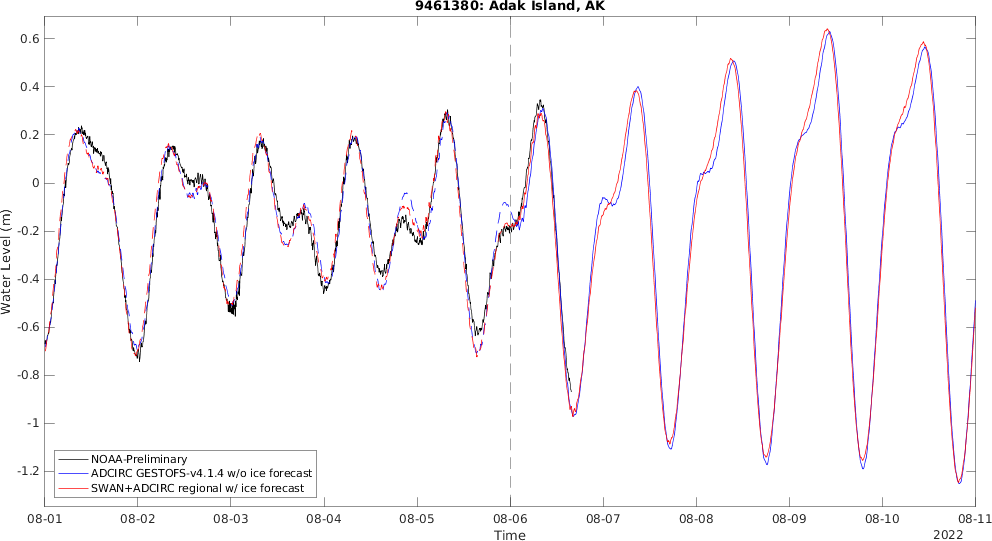 9461380: Adak Island, AK
Water Level (m)
0.6
0.4
0.2
0
-0.2
-0.4
-0.6
-0.8
-1
-1.2
NOAA-Preliminary
ADCIRC GESTOFS-v4.1.4 w/o ice forecast
SWAN+ADCIRC regional w/ ice forecast
08-01 08-02 08-03 08-04 08-05 08-06 08-07 08-08 08-09 08-10 08-11
Time
2022